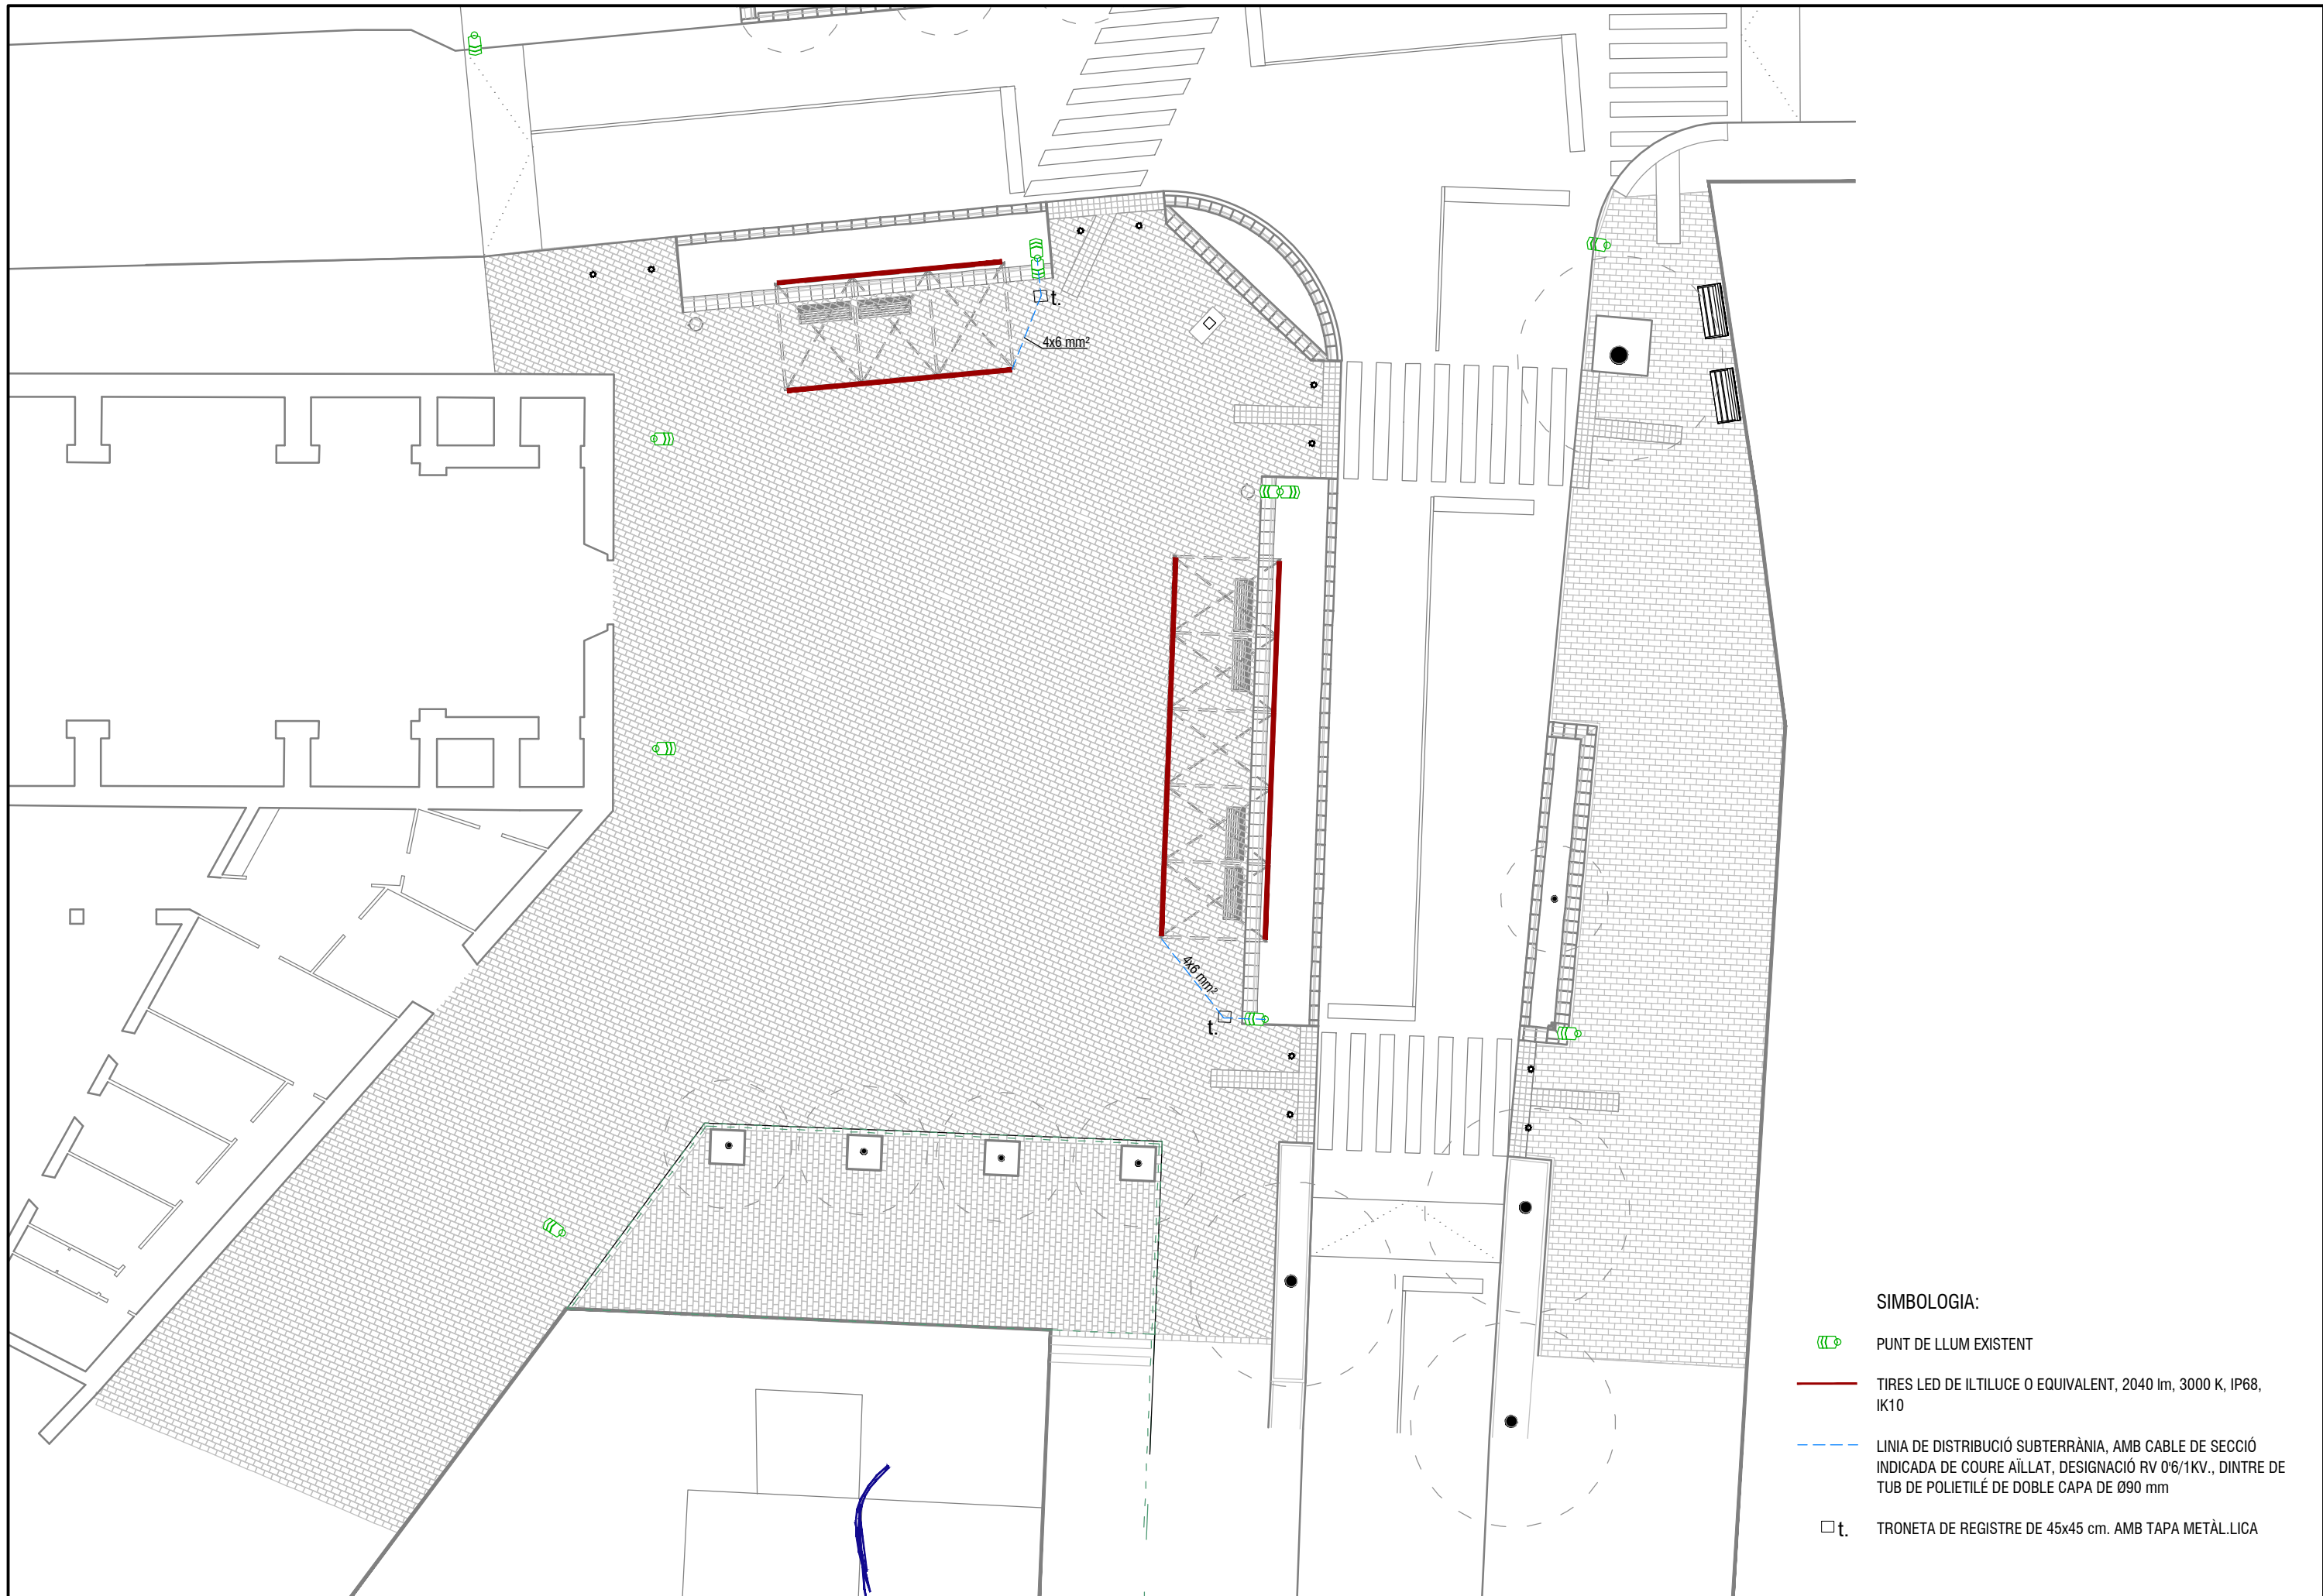 t.
4x6 mm²
4x6 mm²
t.
SIMBOLOGIA:
PUNT DE LLUM EXISTENT
TIRES LED DE ILTILUCE O EQUIVALENT, 2040 lm, 3000 K, IP68,
IK10
LINIA DE DISTRIBUCIÓ SUBTERRÀNIA, AMB CABLE DE SECCIÓ
INDICADA DE COURE AÏLLAT, DESIGNACIÓ RV 0'6/1KV., DINTRE DE
TUB DE POLIETILÉ DE DOBLE CAPA DE Ø90 mm
t. TRONETA DE REGISTRE DE 45x45 cm. AMB TAPA METÀL.LICA